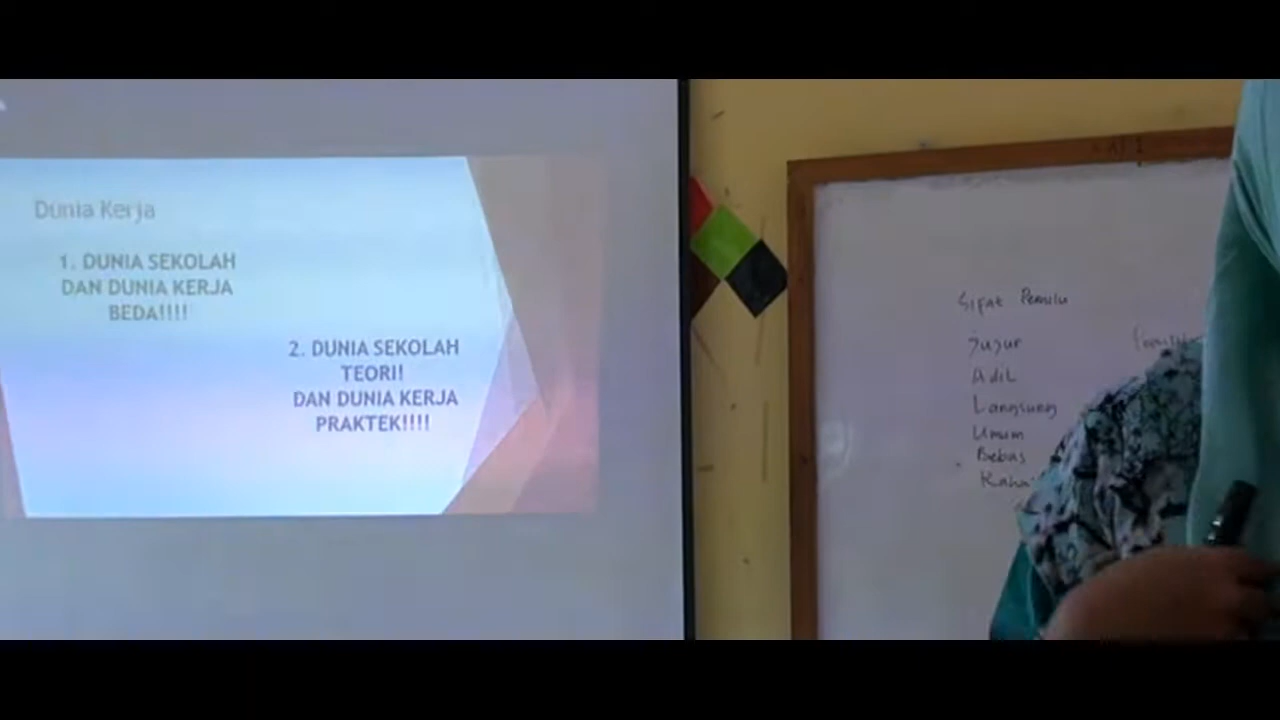 Dunia Kerja
1. DUNIA SEKOLAH
DAN DUNIA KERJA
BEDA!!!!
2. DUNIA SEKOLAH
TEORI!
DAN DUNIA KERJA
PRAKTEK!!!!
Sifat Pemilu
Jujur
Adil
Langsung
Umum
Bebas